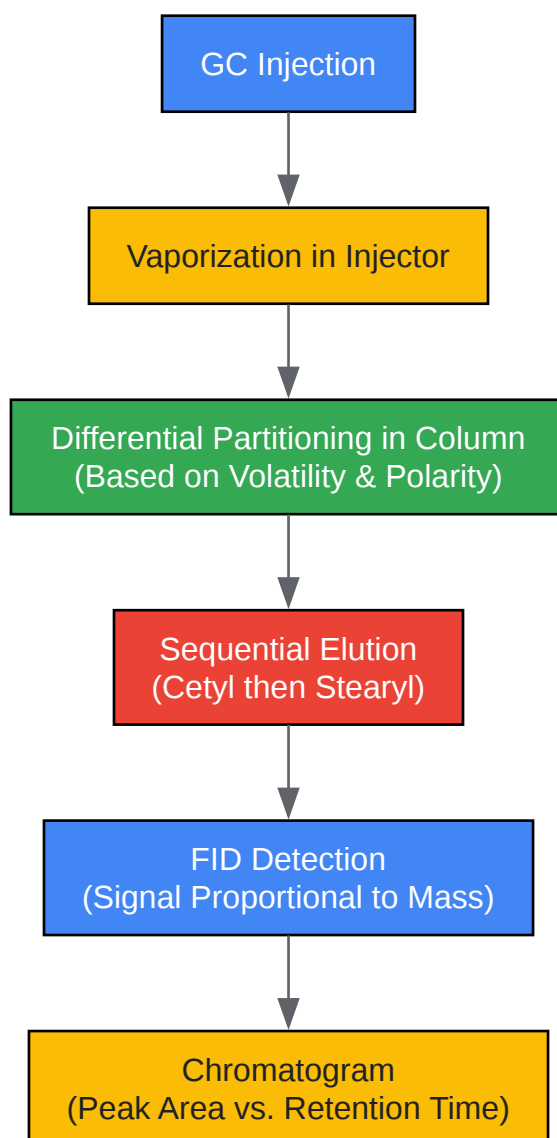 GC Injection
Vaporization in Injector
Differential Partitioning in Column
(Based on Volatility & Polarity)
Sequential Elution
(Cetyl then Stearyl)
FID Detection
(Signal Proportional to Mass)
Chromatogram
(Peak Area vs. Retention Time)